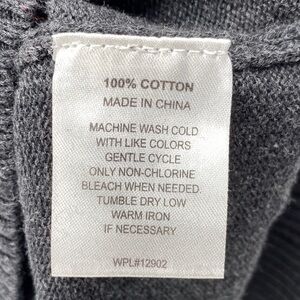 100% COTTON
MADE IN CHINA
MACHINE WASH COLD
WITH LIKE COLORS
GENTLE CYCLE
ONLY NON-CHLORINE
BLEACH WHEN NEEDED
TUMBLE DRY LOW
WARM IRON
IF NECESSARY
WPL#12902